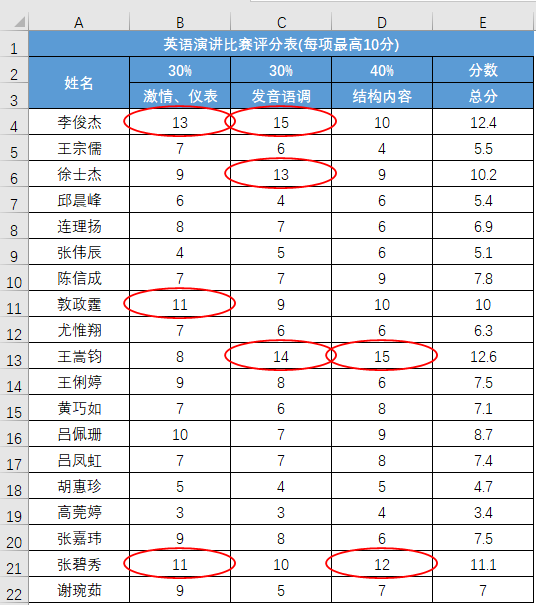 A B C D E
1 英语演讲比赛评分表(每项最高10分)
2 姓名 30% 30% 40% 分数
3 激情、仪表 发音语调 结构内容 总分
4 李俊杰 13 15 10 12.4
5 王宗儒 7 6 4 5.5
6 徐士杰 9 13 9 10.2
7 邱晨峰 6 4 6 5.4
8 连理扬 8 7 6 6.9
9 张伟辰 4 5 6 5.1
10 陈信成 7 7 9 7.8
11 敦政霆 11 9 10 10
12 尤惟翔 7 6 6 6.3
13 王嵩钧 8 14 15 12.6
14 王俐婷 9 8 6 7.5
15 黄巧如 7 6 8 7.1
16 吕佩珊 10 7 9 8.7
17 吕凤虹 7 7 8 7.4
18 胡惠珍 5 4 5 4.7
19 高莞婷 3 3 4 3.4
20 张嘉玮 9 8 6 7.5
21 张碧秀 11 10 12 11.1
22 谢琬茹 9 5 7 7